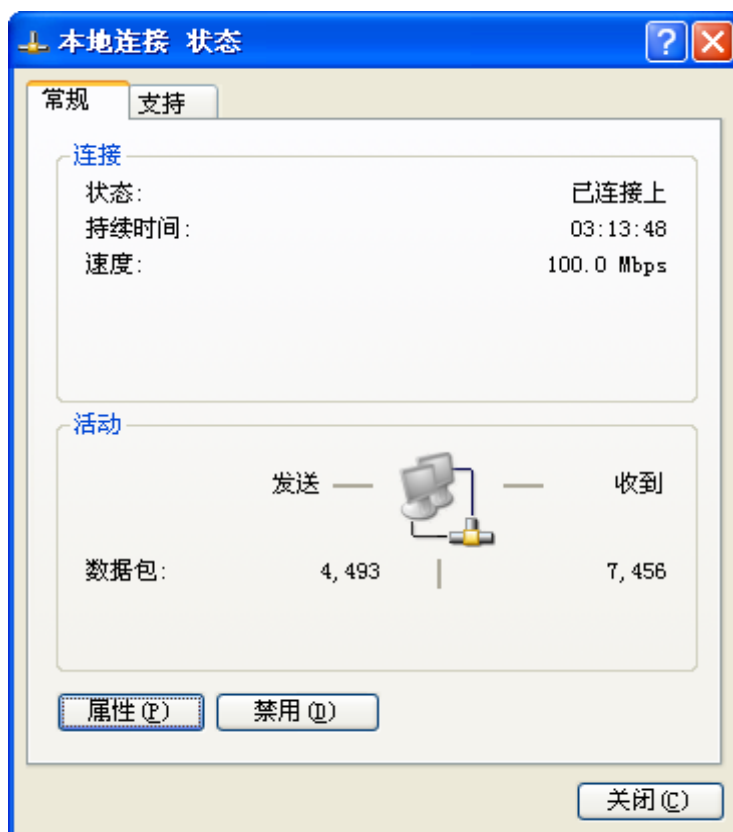 本地连接 状态
常规 支持
连接
状态: 已连接上
持续时间: 03:13:48
速度: 100.0 Mbps
活动
发送 收到
数据包: 4,493 7,456
属性(P) 禁用(D)
关闭(C)